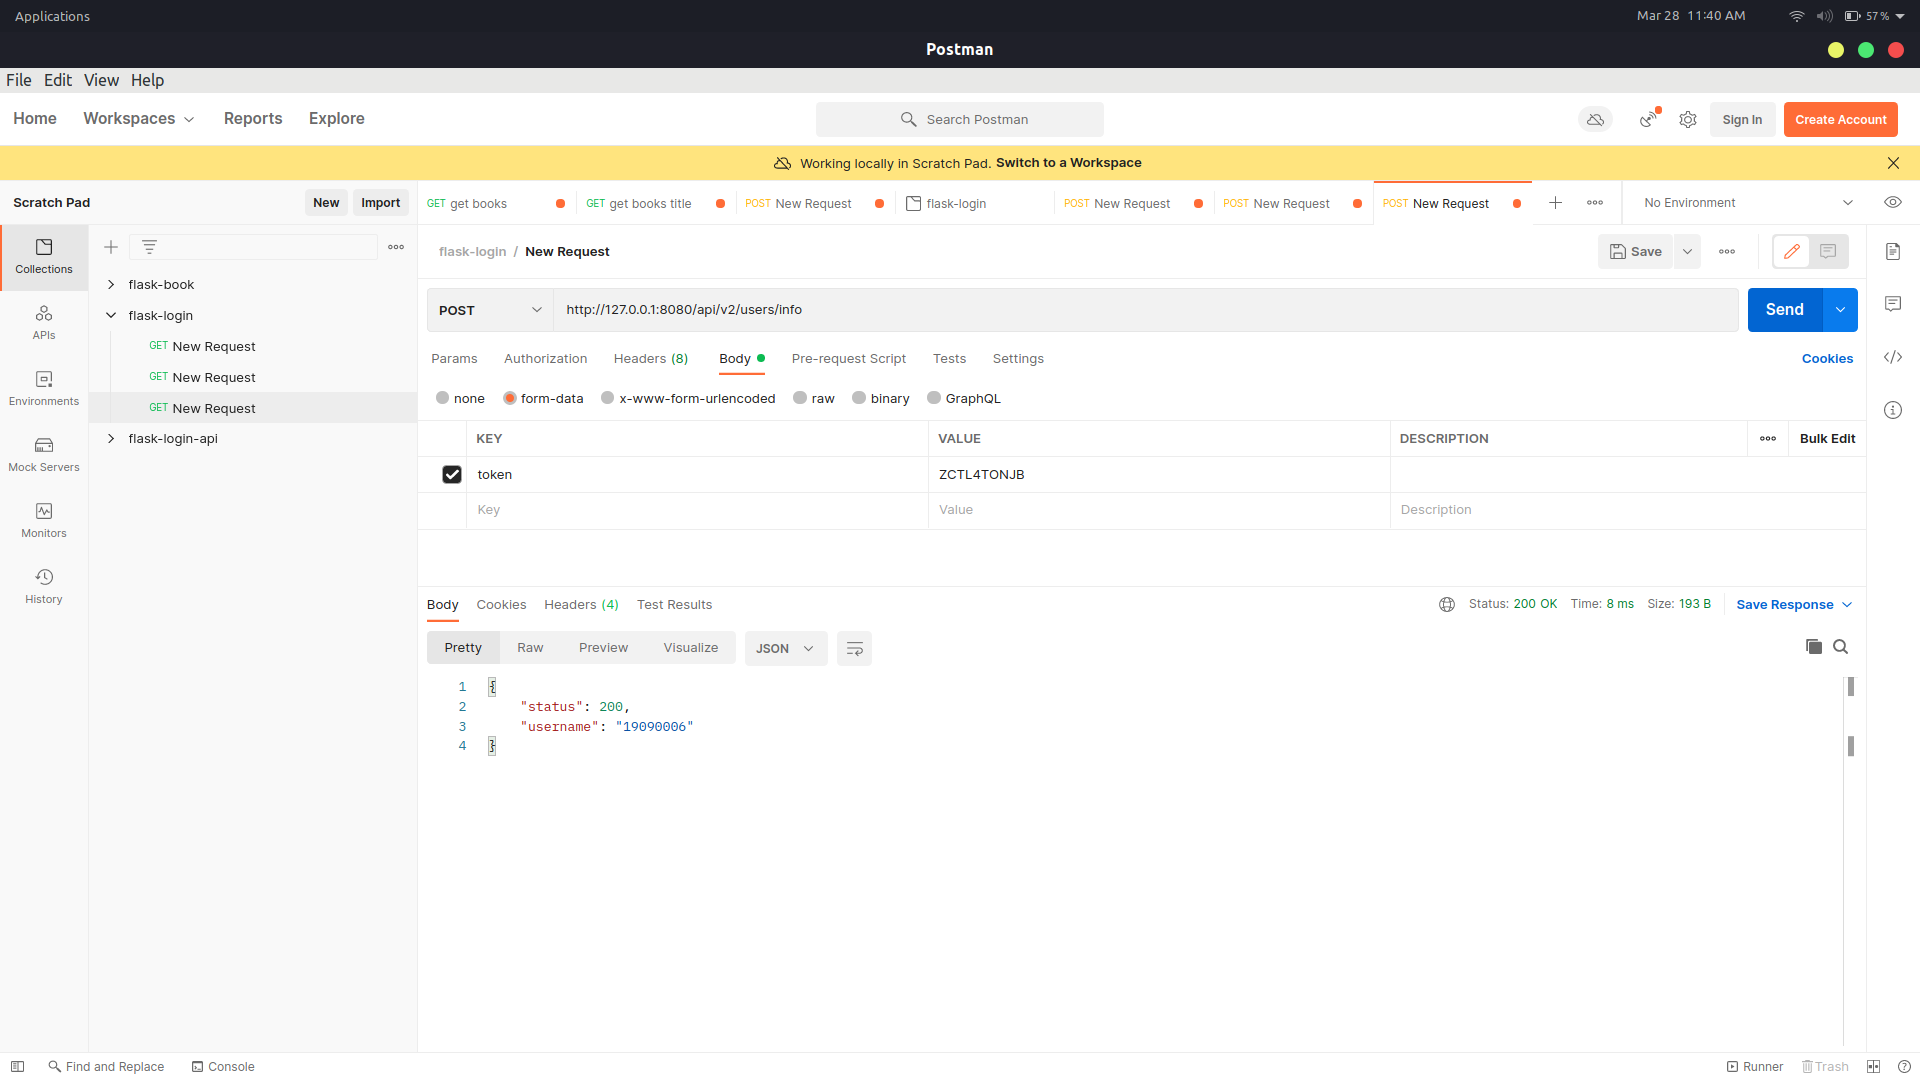 Applications
Mar 28 11:40 AM
57 %
Postman
File Edit View Help
Home Workspaces Reports Explore
Search Postman
Sign In
Create Account
Working locally in Scratch Pad. Switch to a Workspace
Scratch Pad
New
Import
GET get books
GET get books title
POST New Request
flask-login
POST New Request
POST New Request
POST New Request
No Environment
Collections
APIs
Environments
Mock Servers
Monitors
History
flask-book
flask-login
GET New Request
GET New Request
GET New Request
flask-login-api
flask-login / New Request
Save
POST
http://127.0.0.1:8080/api/v2/users/info
Send
Params Authorization Headers (8) Body Pre-request Script Tests Settings
Cookies
none form-data x-www-form-urlencoded raw binary GraphQL
KEY VALUE DESCRIPTION
Bulk Edit
token ZCTL4TONJB
Key Value Description
Body Cookies Headers (4) Test Results
Status: 200 OK Time: 8 ms Size: 193 B
Save Response
Pretty Raw Preview Visualize
JSON
1 {
2 "status": 200,
3 "username": "19090006"
4 }
Find and Replace
Console
Runner
Trash